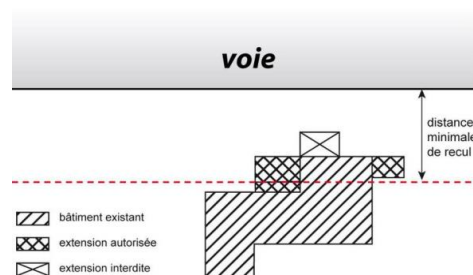 voie
distance
minimale
de recul
bâtiment existant
extension autorisée
extension interdite